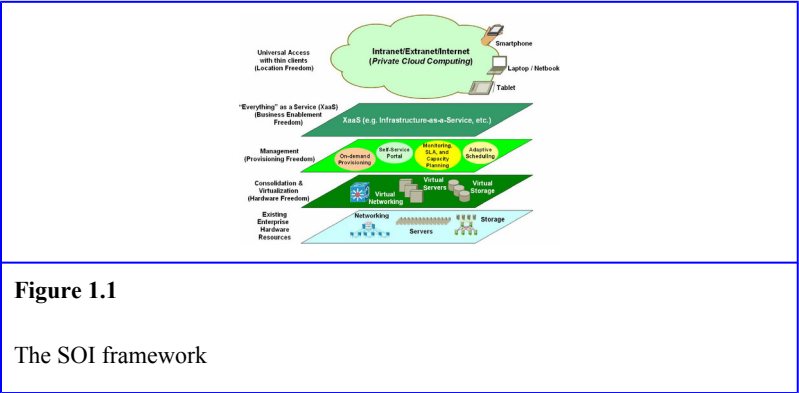 Universal Access
with thin clients
(Location Freedom)
Intranet/Extranet/Internet
(Private Cloud Computing)
Smartphone
Laptop / Netbook
Tablet
"Everything" as a Service (XaaS)
(Business Enablement
Freedom)
XaaS (e.g. Infrastructure-as-a-Service, etc.)
Management
(Provisioning Freedom)
On-demand
Provisioning
Self-Service
Portal
Monitoring,
SLA, and
Capacity
Planning
Adaptive
Scheduling
Consolidation &
Virtualization
(Hardware Freedom)
Virtual
Networking
Virtual
Servers
Virtual
Storage
Existing
Enterprise
Hardware
Resources
Networking
Servers
Storage
Figure 1.1
The SOI framework